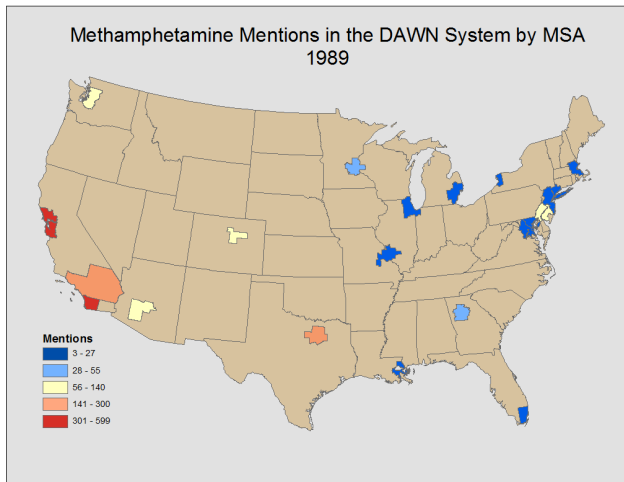 Methamphetamine Mentions in the DAWN System by MSA
1989
Mentions
3 - 27
28 - 55
56 - 140
141 - 300
301 - 599